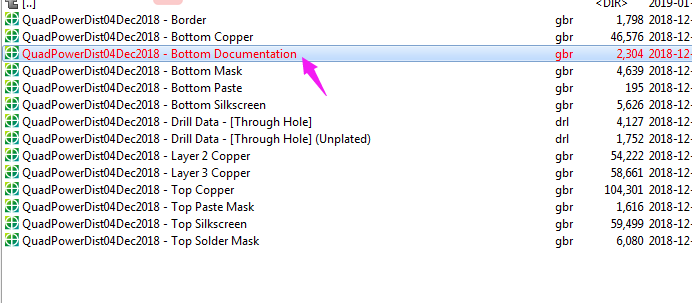 [..] <DIR> 2019-01-
QuadPowerDist04Dec2018 - Border gbr 1,798 2018-12-
QuadPowerDist04Dec2018 - Bottom Copper gbr 46,576 2018-12-
QuadPowerDist04Dec2018 - Bottom Documentation gbr 2,304 2018-12-
QuadPowerDist04Dec2018 - Bottom Mask gbr 4,639 2018-12-
QuadPowerDist04Dec2018 - Bottom Paste gbr 195 2018-12-
QuadPowerDist04Dec2018 - Bottom Silkscreen gbr 5,626 2018-12-
QuadPowerDist04Dec2018 - Drill Data - [Through Hole] drl 4,127 2018-12-
QuadPowerDist04Dec2018 - Drill Data - [Through Hole] (Unplated) drl 1,752 2018-12-
QuadPowerDist04Dec2018 - Layer 2 Copper gbr 54,222 2018-12-
QuadPowerDist04Dec2018 - Layer 3 Copper gbr 58,661 2018-12-
QuadPowerDist04Dec2018 - Top Copper gbr 104,301 2018-12-
QuadPowerDist04Dec2018 - Top Paste Mask gbr 1,616 2018-12-
QuadPowerDist04Dec2018 - Top Silkscreen gbr 59,499 2018-12-
QuadPowerDist04Dec2018 - Top Solder Mask gbr 6,080 2018-12-